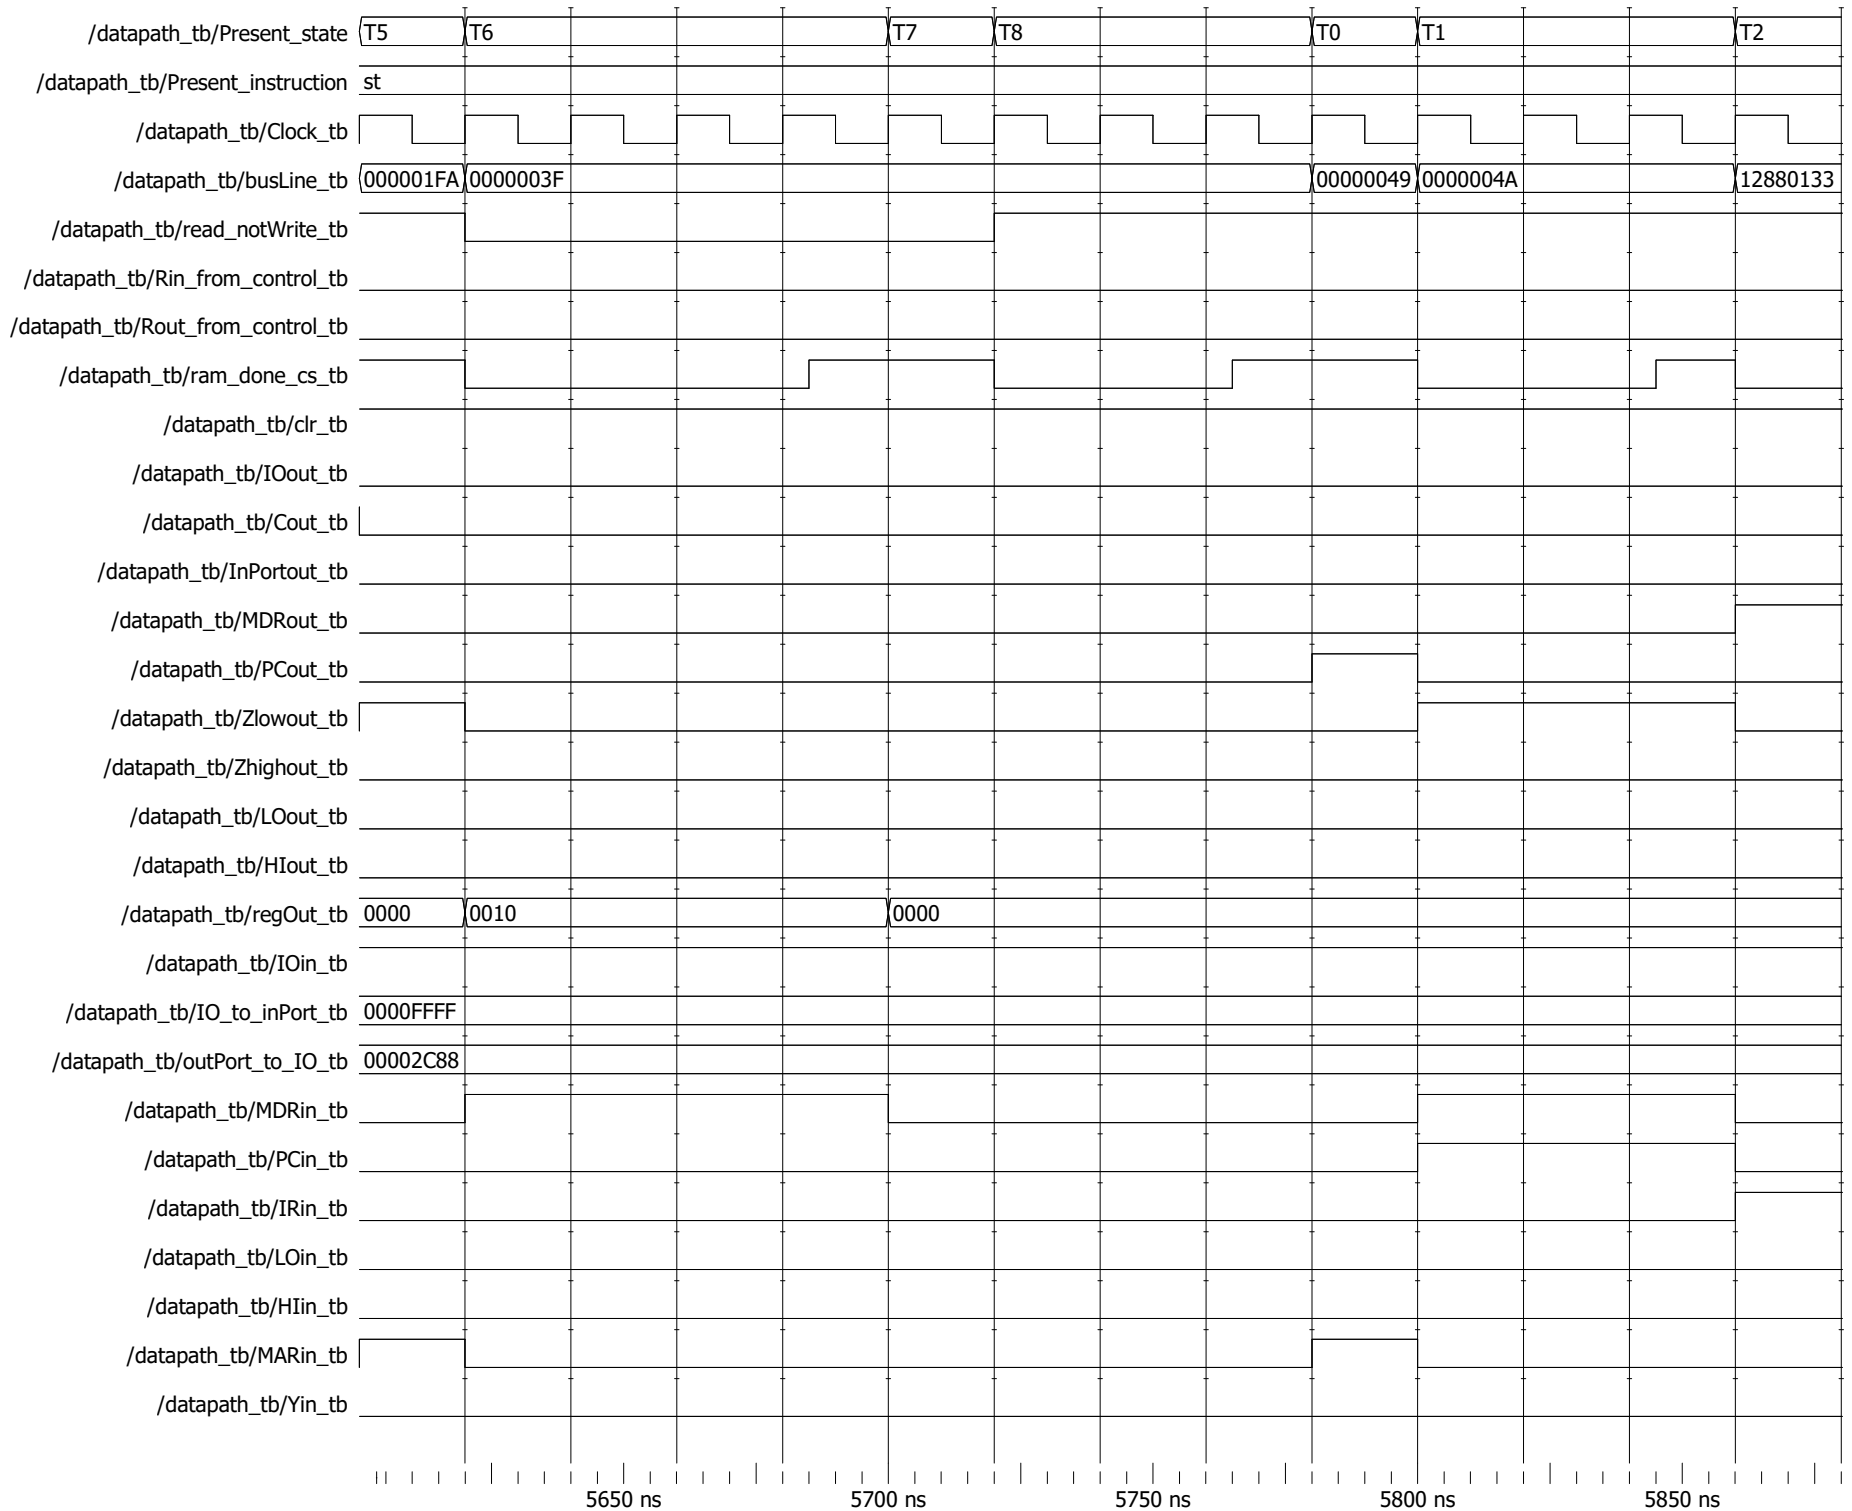 /datapath_tb/Present_state T5 T6 T7 T8 T0 T1 T2
/datapath_tb/Present_instruction st
/datapath_tb/Clock_tb
/datapath_tb/busLine_tb 000001FA 0000003F 00000049 0000004A 12880133
/datapath_tb/read_notWrite_tb
/datapath_tb/Rin_from_control_tb
/datapath_tb/Rout_from_control_tb
/datapath_tb/ram_done_cs_tb
/datapath_tb/clr_tb
/datapath_tb/IOout_tb
/datapath_tb/Cout_tb
/datapath_tb/InPortout_tb
/datapath_tb/MDRout_tb
/datapath_tb/PCout_tb
/datapath_tb/Zlowout_tb
/datapath_tb/Zhighout_tb
/datapath_tb/LOout_tb
/datapath_tb/HIout_tb
/datapath_tb/regOut_tb 0000 0010 0000
/datapath_tb/IOin_tb
/datapath_tb/IO_to_inPort_tb 0000FFFF
/datapath_tb/outPort_to_IO_tb 00002C88
/datapath_tb/MDRin_tb
/datapath_tb/PCin_tb
/datapath_tb/IRin_tb
/datapath_tb/LOin_tb
/datapath_tb/HIin_tb
/datapath_tb/MARin_tb
/datapath_tb/Yin_tb
5650 ns 5700 ns 5750 ns 5800 ns 5850 ns